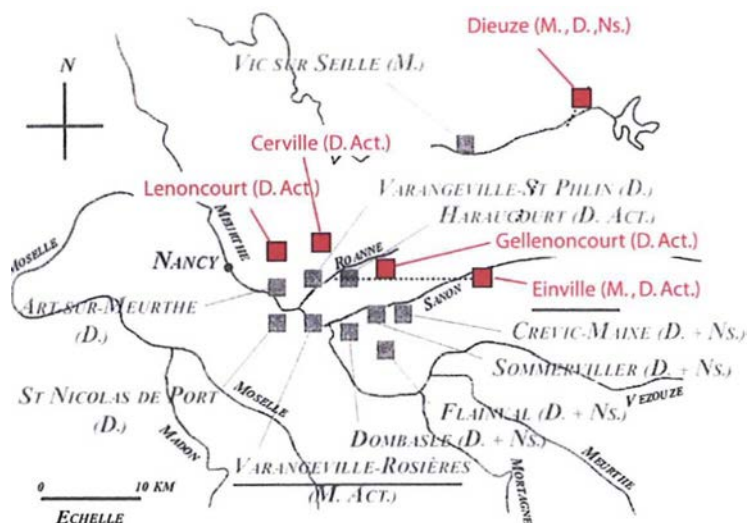 Dieuze (M., D.,Ns.)
VIC SUR SEILLE (M.)
N
Cerville (D. Act.)
Lenoncourt (D. Act.)
VARANGEVILLE-ST PHLIN (D.)
HARAUCOURT (D. ACT.)
MEURTHE
MOSELLE
ROANNE
Gellenoncourt (D. Act.)
NANCY
SANON
Einville (M., D.Act.)
ART-SUR-MEURTHE
(D.)
CREVIC-MAIXE (D. + NS.)
SOMMERVILLER (D. + NS.)
VEZOUZE
ST NICOLAS DE PORT
(D.)
MOSELLE
FLAINVAL (D. + NS.)
MADON
DOMBASLE (D. + NS.)
MEURTHE
VARANGEVILLE-ROSIÈRES
(M. ACT.)
MORTAGNE
0 10 KM
ECHELLE